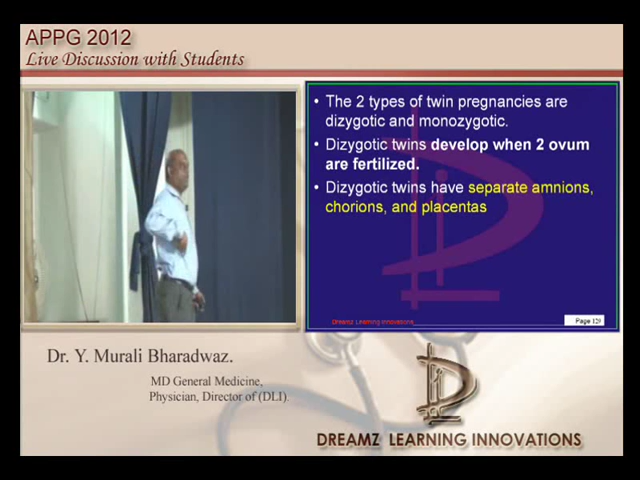 APPG 2012
Live Discussion with Students
• The 2 types of twin pregnancies are
dizygotic and monozygotic.
• Dizygotic twins develop when 2 ovum
are fertilized.
• Dizygotic twins have separate amnions,
chorions, and placentas
Dreamz Learning Innovations
Page 129
Dr. Y. Murali Bharadwaz.
MD General Medicine,
Physician, Director of (DLI).
DREAMZ LEARNING INNOVATIONS